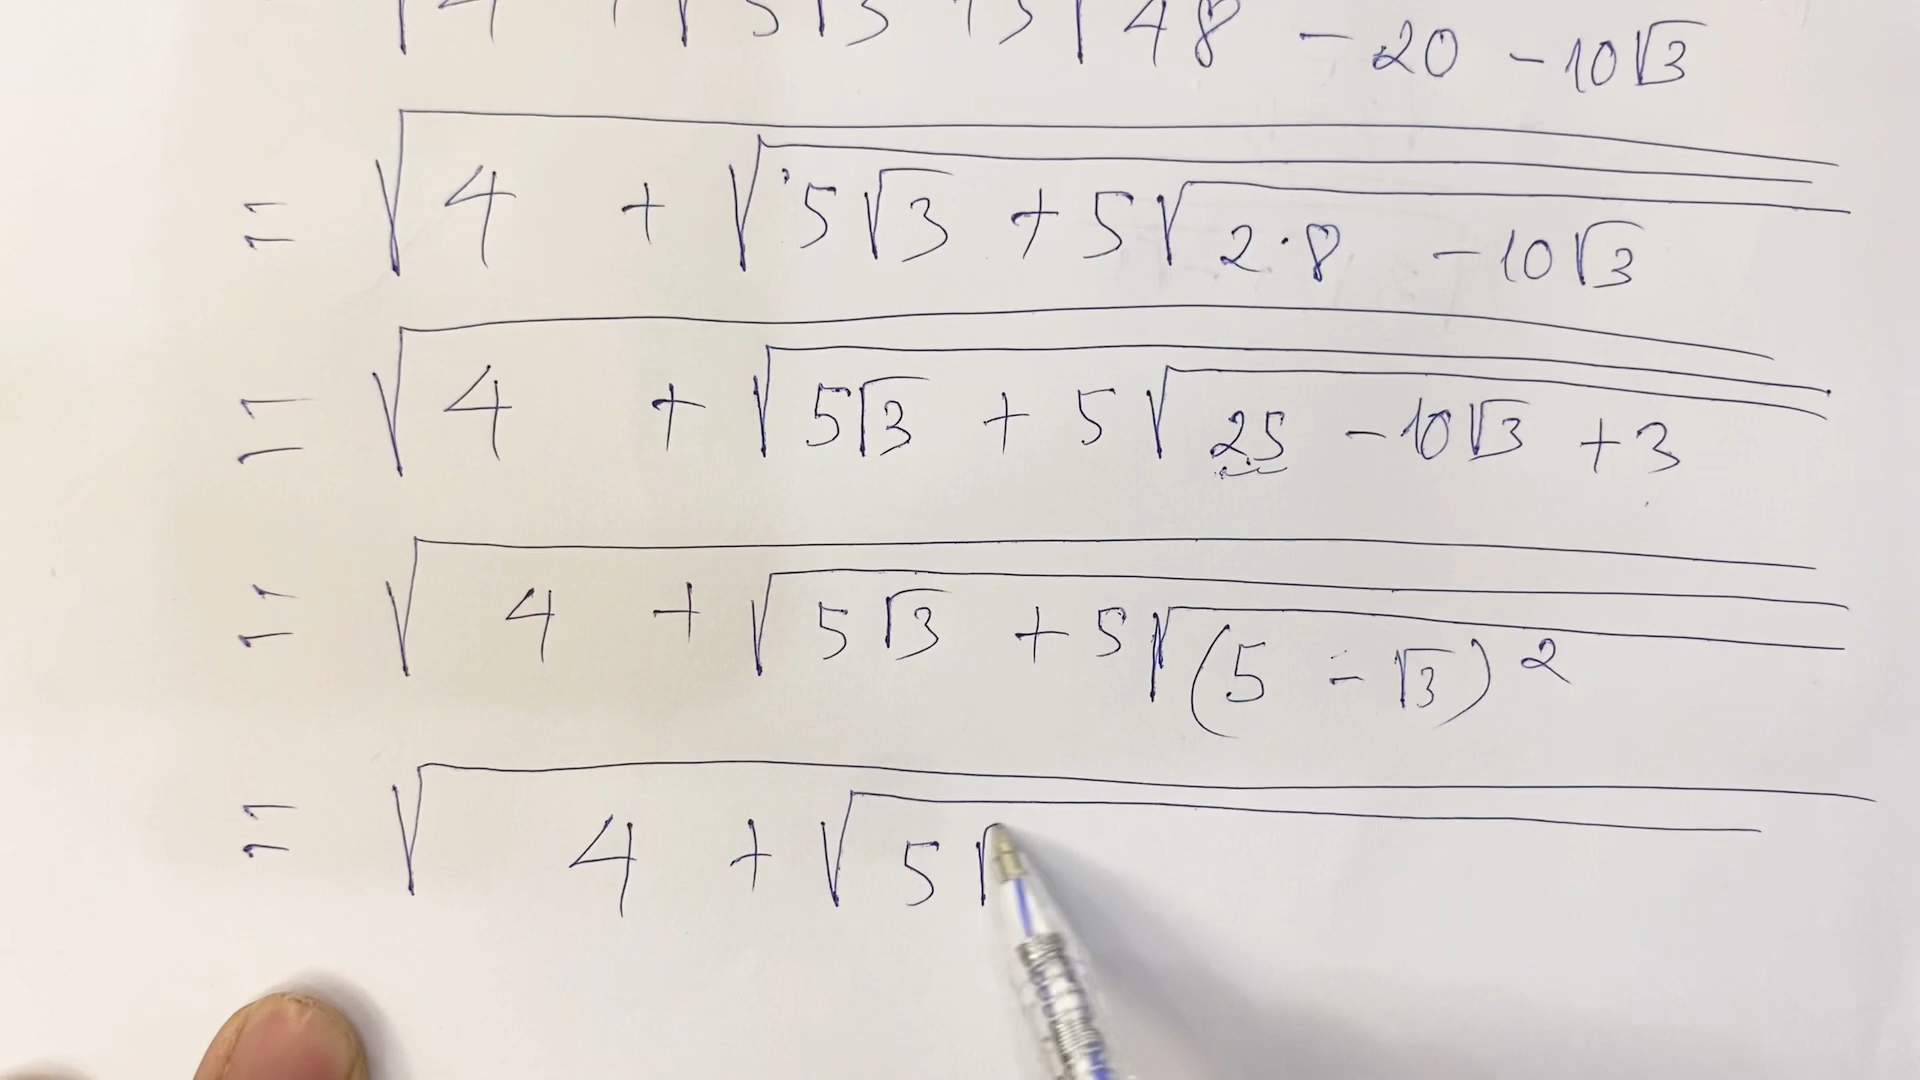 √4 + √5√3 + 5√48 - 20 - 10√3
= √4 + √5√3 + 5√2·8 - 10√3
= √4 + √5√3 + 5√25 - 10√3 + 3
= √4 + √5√3 + 5√(5 - √3)²
= √4 + √5√